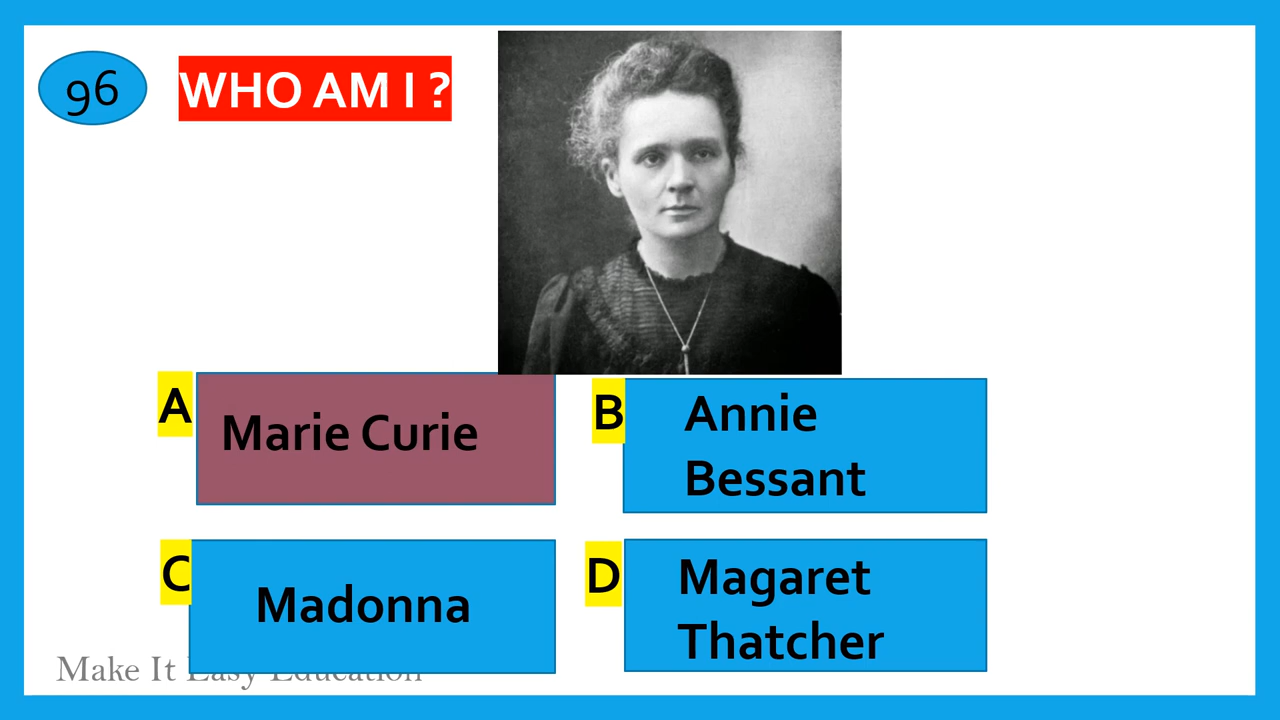 96
WHO AM I ?
A
Marie Curie
B
Annie
Bessant
C
Madonna
D
Magaret
Thatcher
Make It Easy Education